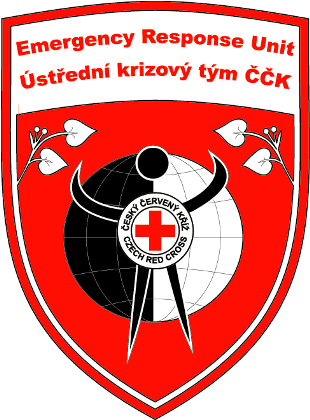 Emergency Response Unit
Ústřední krizový tým ČČK
ČESKÝ ČERVENÝ KŘÍŽ
CZECH RED CROSS